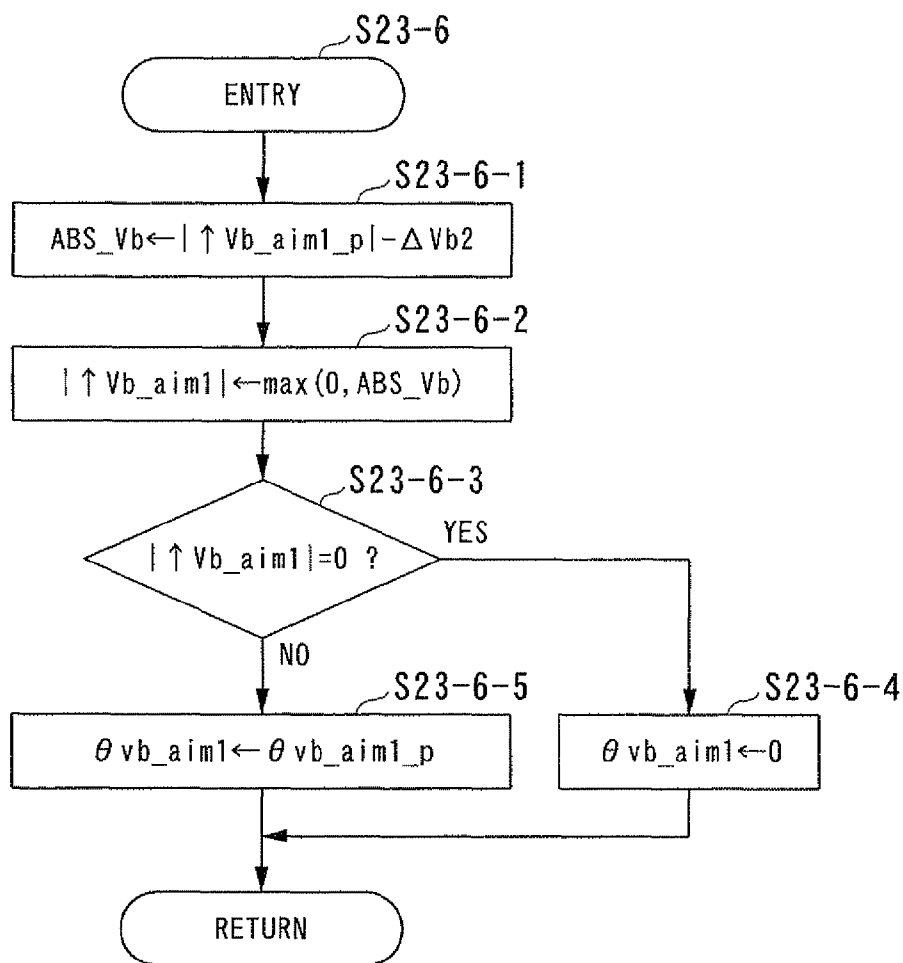 S23-6
ENTRY
S23-6-1
ABS_Vb←|↑Vb_aim1_p|-ΔVb2
S23-6-2
|↑Vb_aim1|←max(0,ABS_Vb)
S23-6-3
|↑Vb_aim1|=0 ?
YES
NO
S23-6-5
θvb_aim1←θvb_aim1_p
S23-6-4
θvb_aim1←0
RETURN